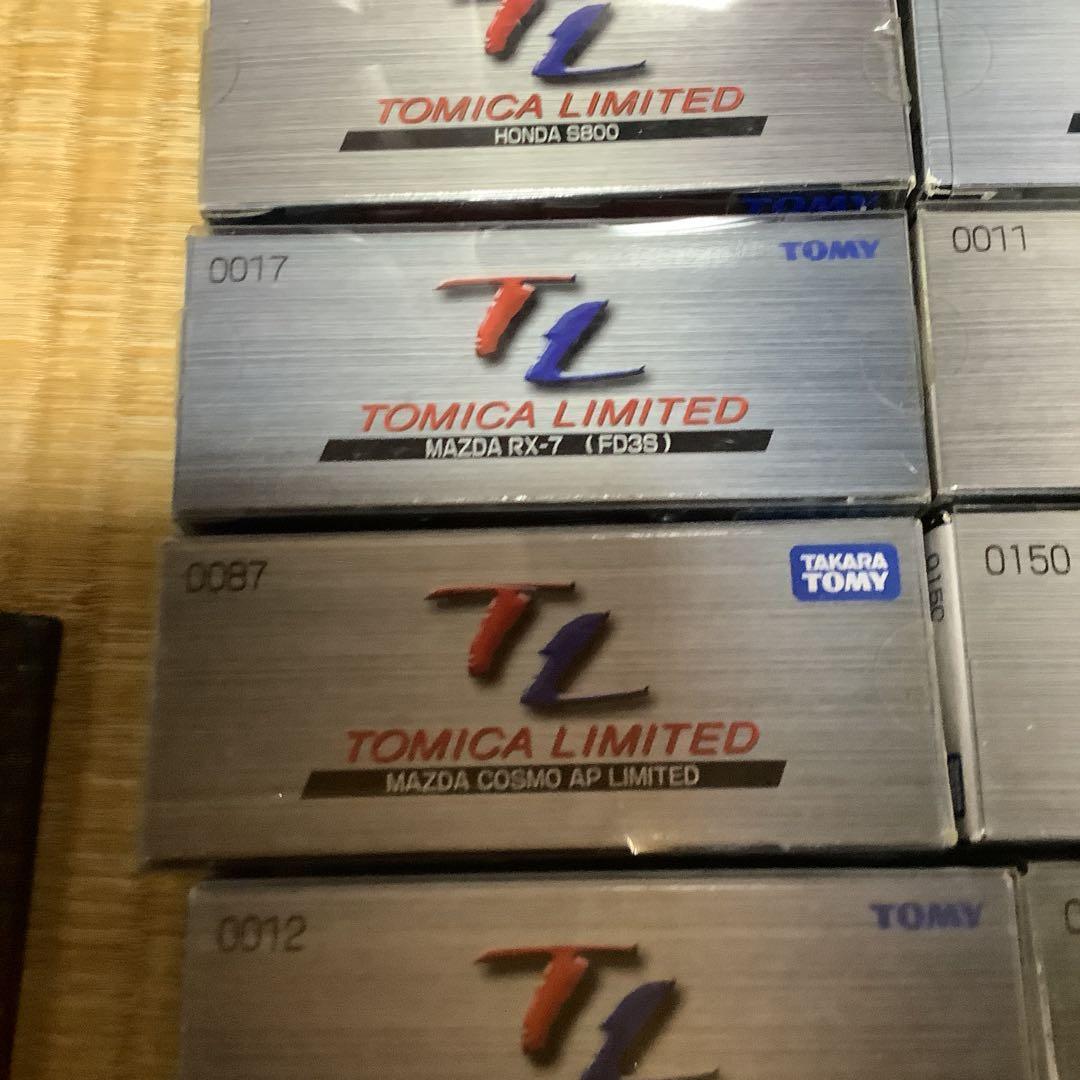 TL
TOMICA LIMITED
HONDA S800
TOMY
0017
TOMY
TL
TOMICA LIMITED
MAZDA RX-7 (FD3S)
0011
0087
TAKARA
TOMY
TL
TOMICA LIMITED
MAZDA COSMO AP LIMITED
0150
0150
0012
TOMY
TL